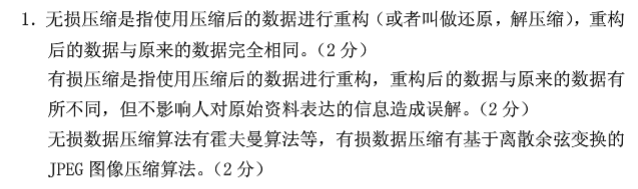 1. 无损压缩是指使用压缩后的数据进行重构（或者叫做还原，解压缩），重构
后的数据与原来的数据完全相同。（2 分）
有损压缩是指使用压缩后的数据进行重构，重构后的数据与原来的数据有
所不同，但不影响人对原始资料表达的信息造成误解。（2 分）
无损数据压缩算法有霍夫曼算法等，有损数据压缩有基于离散余弦变换的
JPEG 图像压缩算法。（2 分）